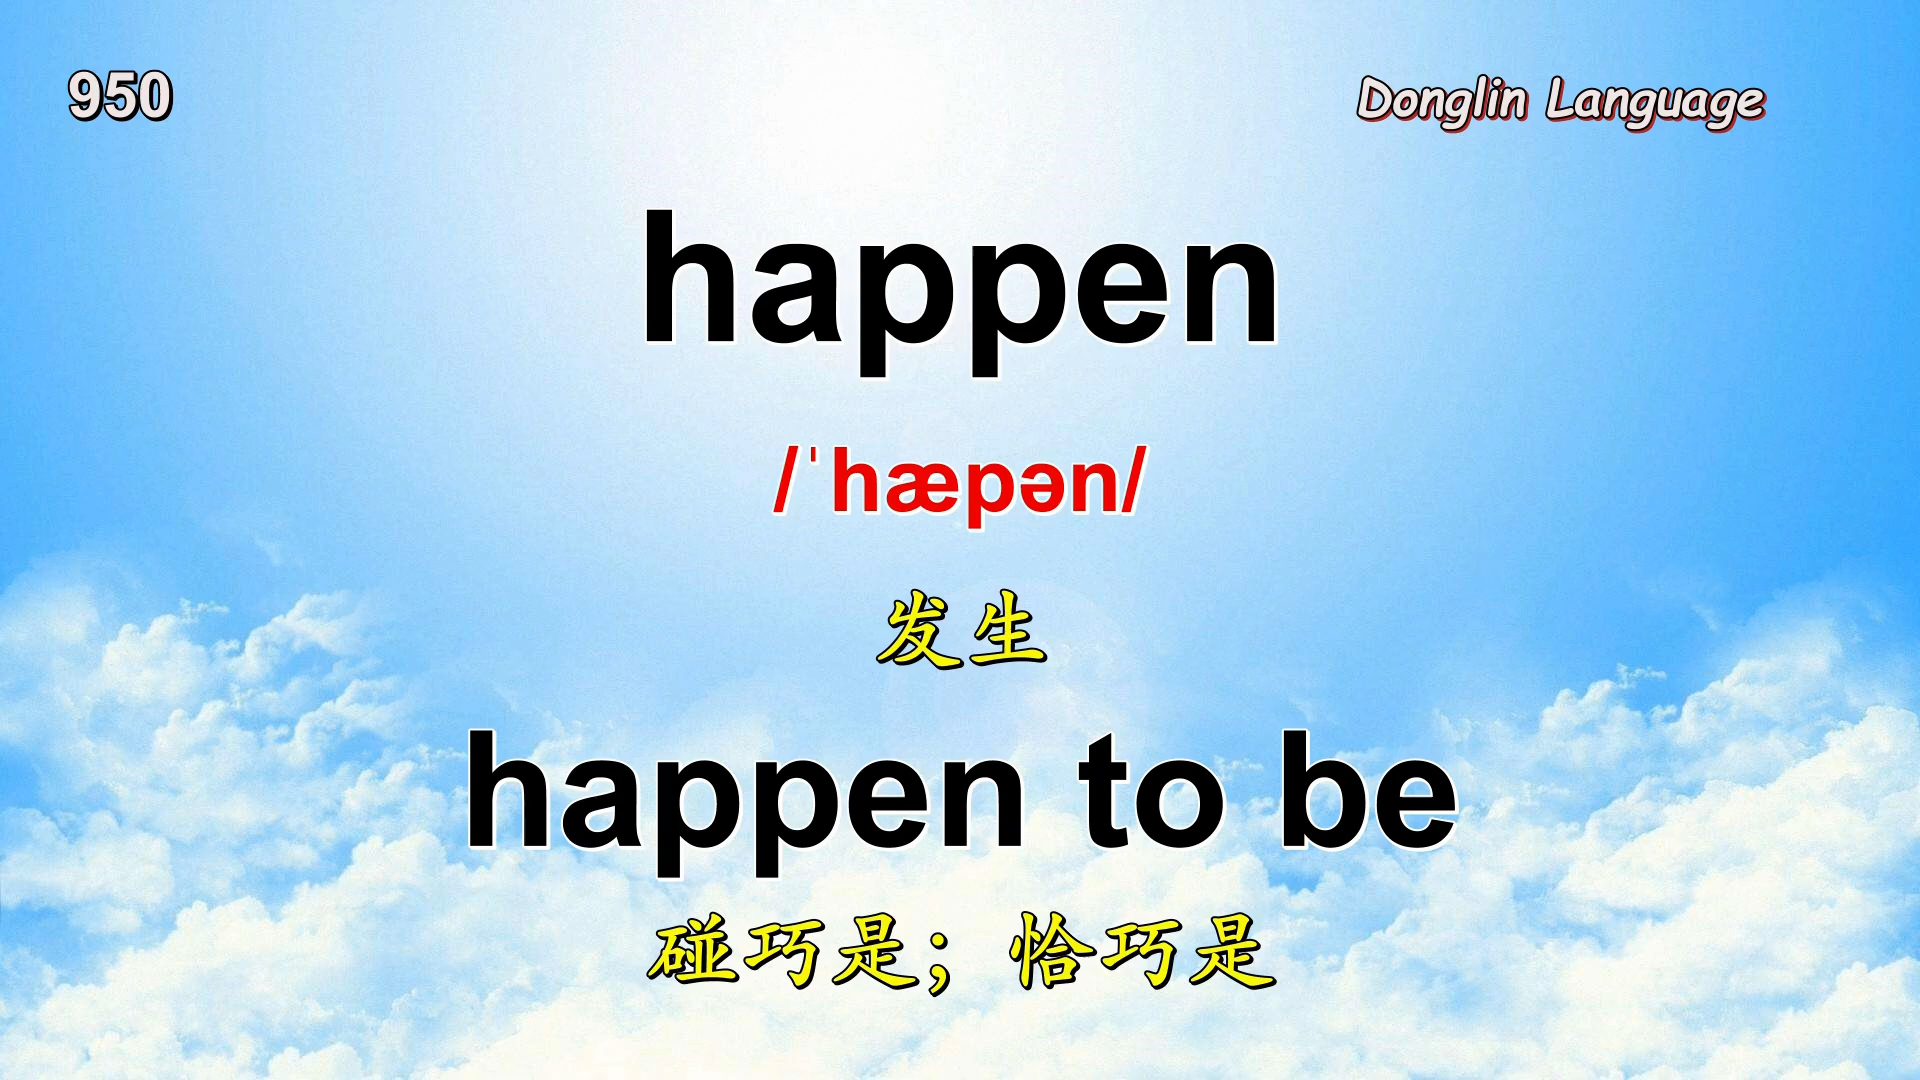 950
Donglin Language
happen
/ˈhæpən/
发生
happen to be
碰巧是；恰巧是